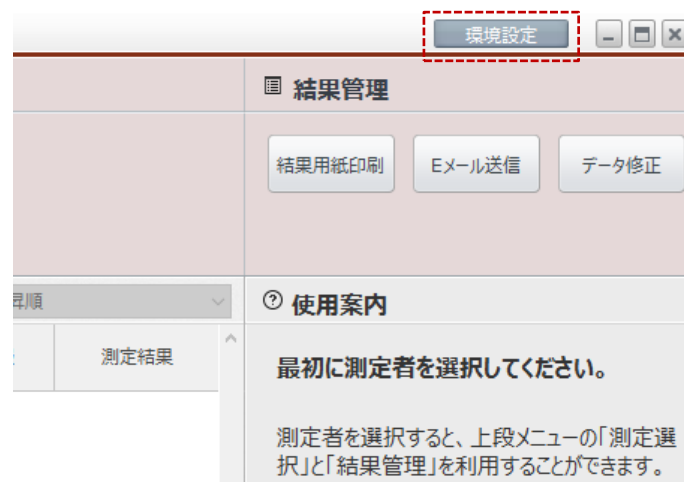 環境設定
結果管理
結果用紙印刷
Eメール送信
データ修正
昇順
使用案内
測定結果
最初に測定者を選択してください。
測定者を選択すると、上段メニューの「測定選
択」と「結果管理」を利用することができます。